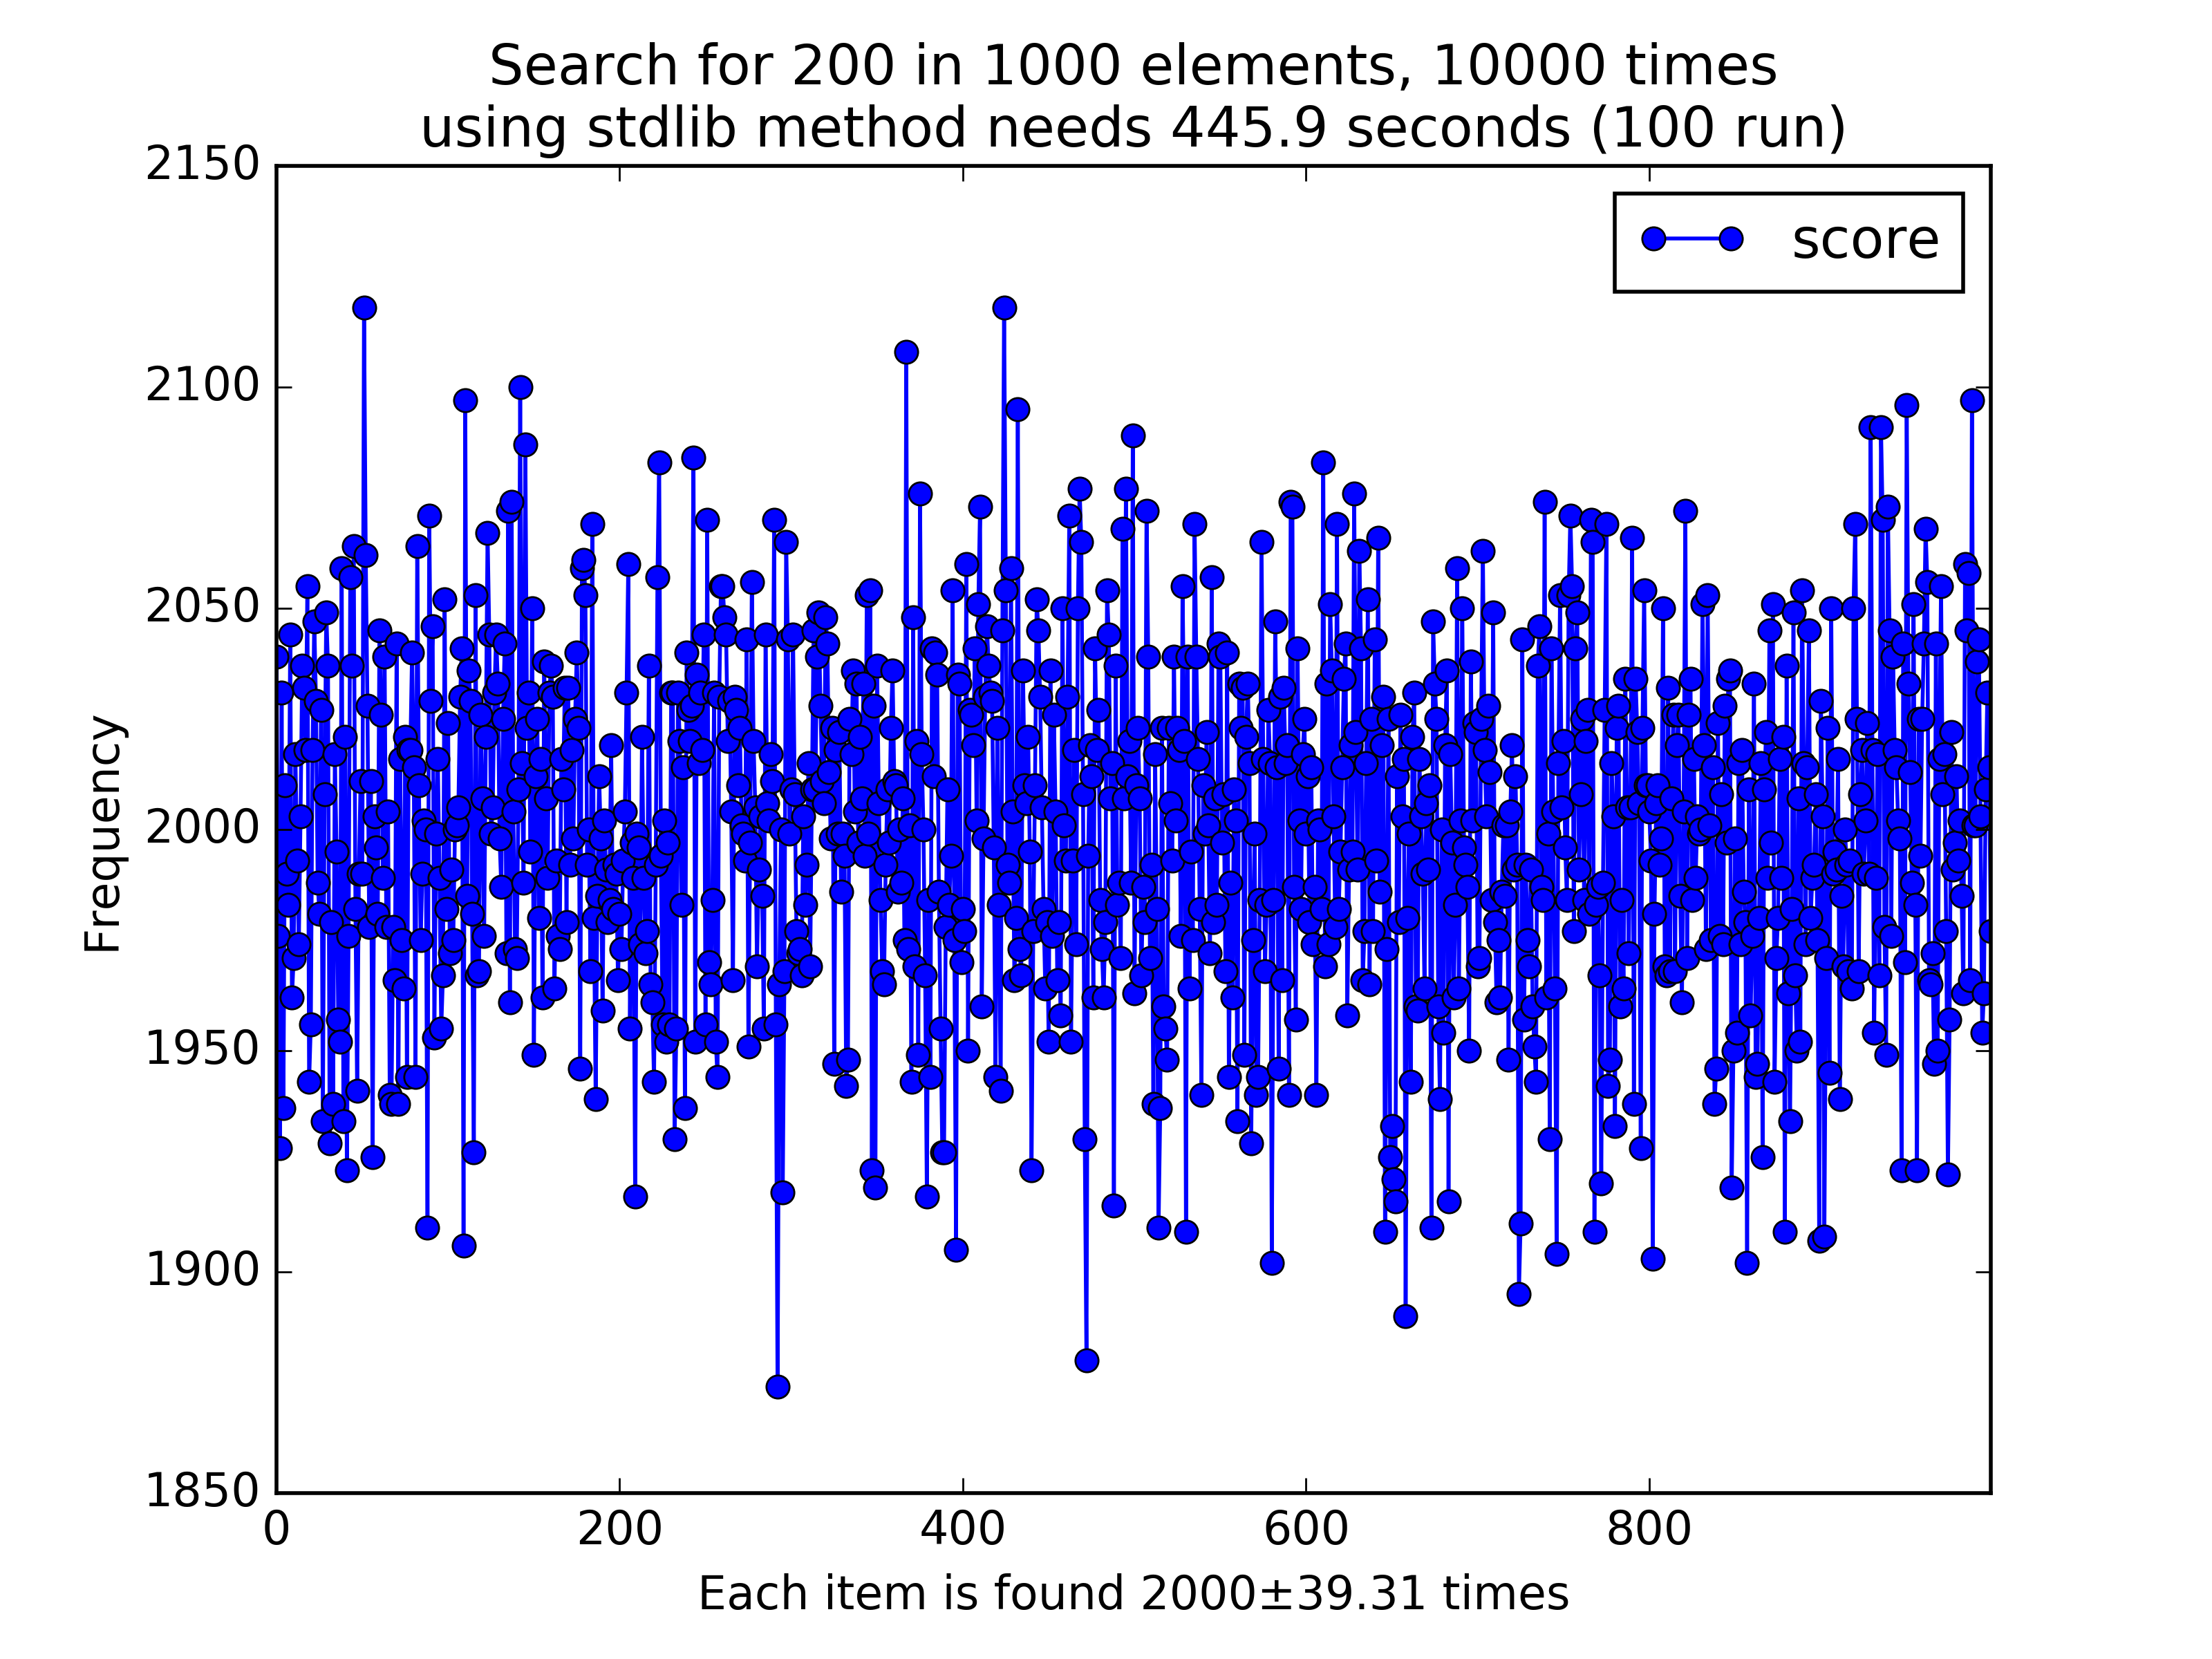 Search for 200 in 1000 elements, 10000 times
using stdlib method needs 445.9 seconds (100 run)
2150
score
2100
2050
2000
Frequency
1950
1900
1850
0 200 400 600 800
Each item is found 2000±39.31 times